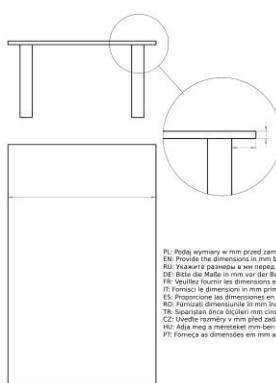 PL: Podaj wymiary w mm przed zam
EN: Provide the dimensions in mm b
RU: Укажите размеры в мм перед
DE: Bitte die Maße in mm vor der Be
FR: Veuillez fournir les dimensions e
IT: Fornisci le dimensioni in mm prim
ES: Proporcione las dimensiones en
RO: Furnizați dimensiunile în mm îna
TR: Siparişten önce ölçüleri mm cins
CZ: Uveďte rozměry v mm před zad
HU: Adja meg a méreteket mm-ben
PT: Forneça as dimensões em mm a